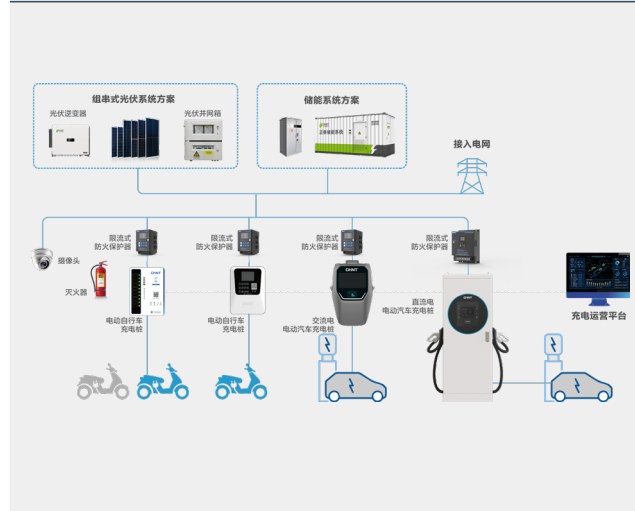 组串式光伏系统方案
储能系统方案
光伏逆变器
光伏并网箱
接入电网
限流式
防火保护器
限流式
防火保护器
限流式
防火保护器
限流式
防火保护器
摄像头
灭火器
CHNT
CHNT
CHNT
CHNT
电动自行车
充电桩
电动自行车
充电桩
交流电
电动汽车充电桩
直流电
电动汽车充电桩
充电运营平台